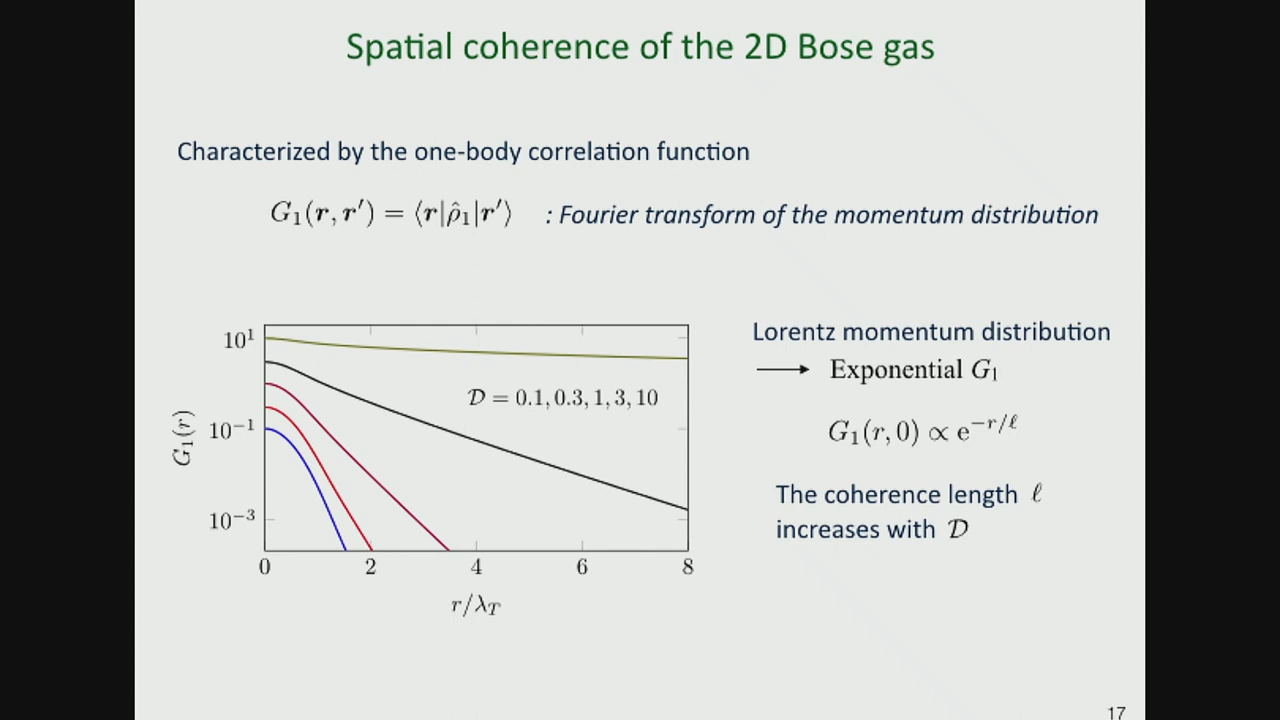 Spatial coherence of the 2D Bose gas
Characterized by the one-body correlation function
G₁(r, r′) = ⟨r|ρ̂₁|r′⟩ : Fourier transform of the momentum distribution
Lorentz momentum distribution
⟶ Exponential G₁
G₁(r, 0) ∝ e^{−r/ℓ}
The coherence length ℓ
increases with 𝒟
10¹
10⁻¹
10⁻³
G₁(r)
𝒟 = 0.1, 0.3, 1, 3, 10
0 2 4 6 8
r/λ_T
17